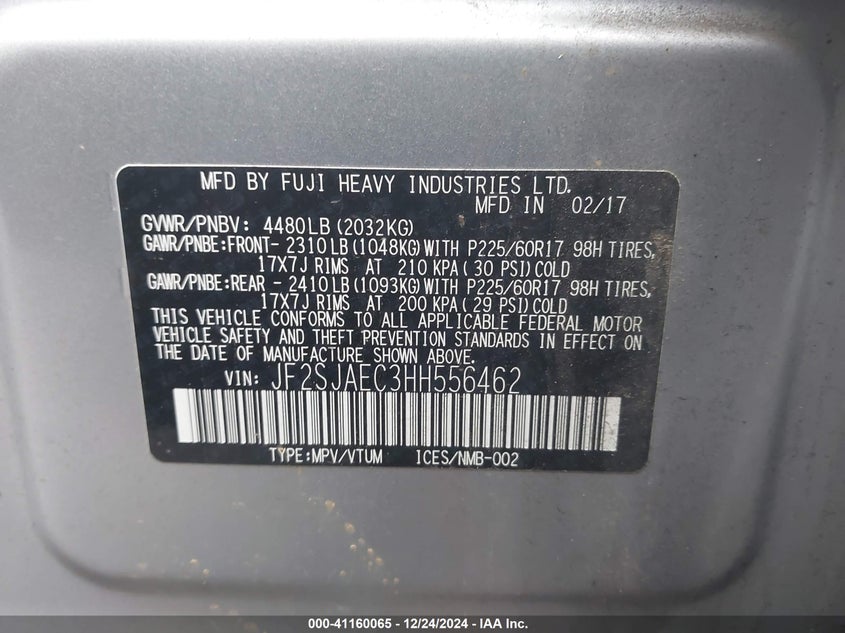 MFD BY FUJI HEAVY INDUSTRIES LTD.
MFD IN 02/17
GVWR/PNBV: 4480LB(2032KG)
GAWR/PNBE:FRONT- 2310LB(1048KG)WITH P225/60R17 98H TIRES,
17X7J RIMS AT 210 KPA( 30 PSI)COLD
GAWR/PNBE:REAR - 2410LB(1093KG)WITH P225/60R17 98H TIRES,
17X7J RIMS AT 200 KPA( 29 PSI)COLD
THIS VEHICLE CONFORMS TO ALL APPLICABLE FEDERAL MOTOR
VEHICLE SAFETY AND THEFT PREVENTION STANDARDS IN EFFECT ON
THE DATE OF MANUFACTURE SHOWN ABOVE.
VIN: JF2SJAEC3HH556462
TYPE:MPV/VTUM ICES/NMB-002
000-41160065 - 12/24/2024 - IAA Inc.